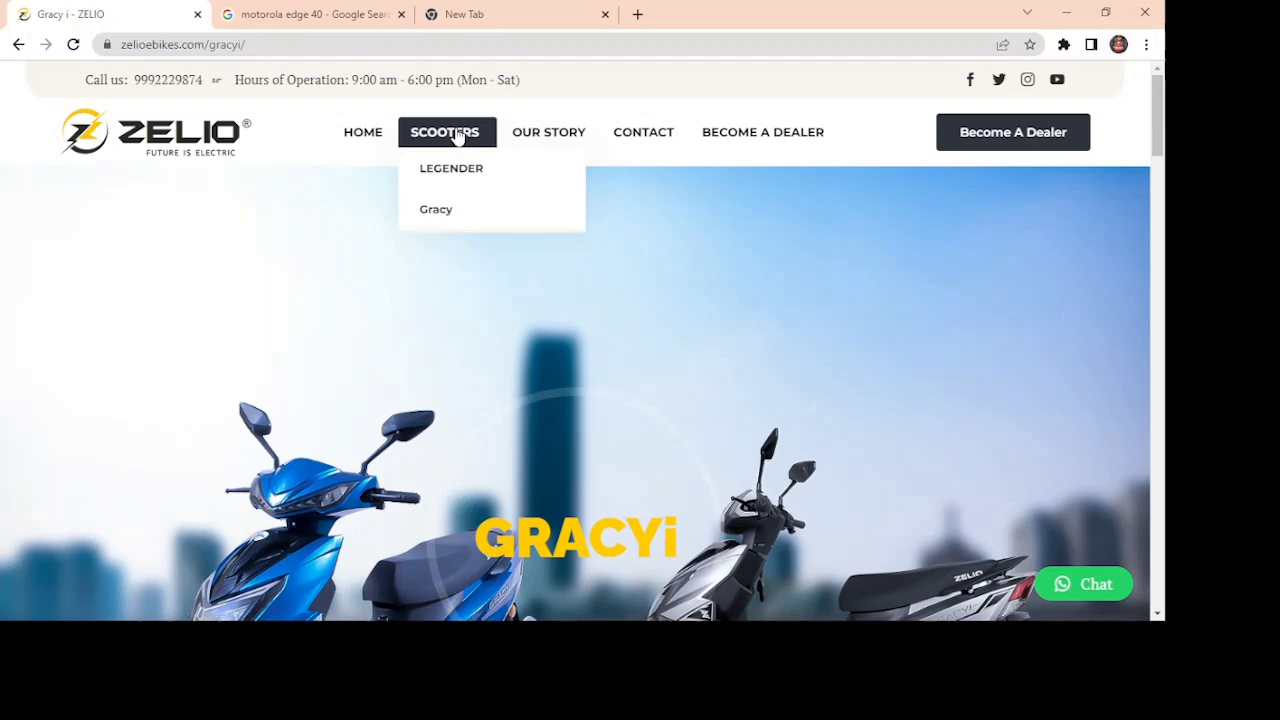 Gracy i - ZELIO
motorola edge 40 - Google Sear
New Tab
zelioebikes.com/gracyi/
Call us: 9992229874 Hours of Operation: 9:00 am - 6:00 pm (Mon - Sat)
ZELIO®
FUTURE IS ELECTRIC
HOME SCOOTERS OUR STORY CONTACT BECOME A DEALER Become A Dealer
LEGENDER
Gracy
GRACYi
ZELIO
Chat